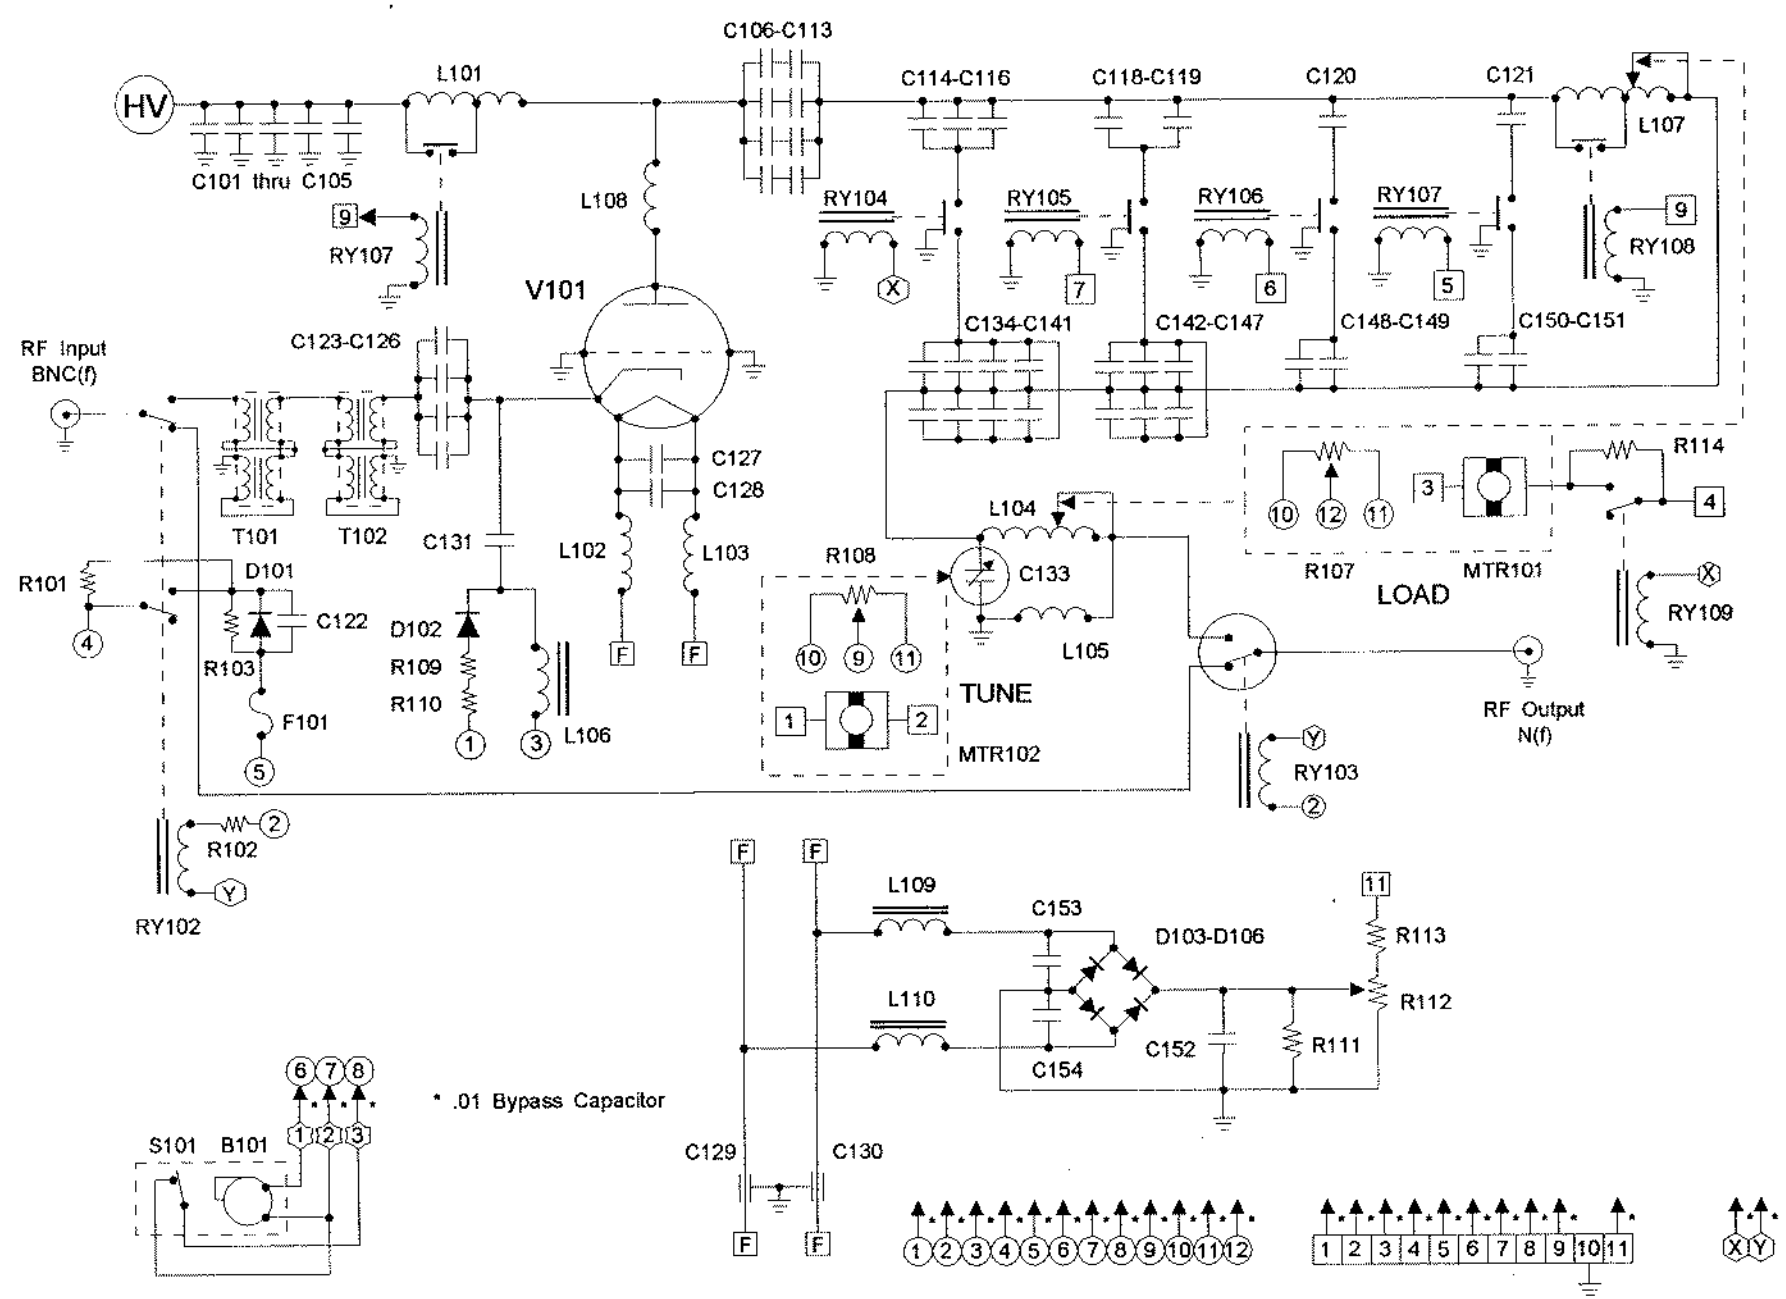 C106-C113
L101
C114-C116
C118-C119
C120
C121
HV
L107
C101 thru C105
L108
RY104
RY105
RY106
RY107
9
9
RY107
RY108
V101
X
7
6
5
C134-C141
C142-C147
C148-C149
C150-C151
RF Input
BNC(f)
C123-C126
R114
C127
C128
3
4
10
12
11
L104
T101
T102
C131
L102
L103
R108
C133
R107
MTR101
LOAD
X
RY109
R101
D101
C122
D102
4
R103
R109
R110
F
F
10
9
11
L105
TUNE
F101
1
3
L106
1
2
MTR102
RF Output
N(f)
5
Y
RY103
2
2
R102
Y
RY102
F
F
L109
11
C153
D103-D106
R113
L110
R112
C152
R111
C154
6 7 8
* * *
* .01 Bypass Capacitor
1 2 3
S101
B101
C129
C130
* * * * * * * * * * * *
* * * * * * * * * *
* *
F
F
1 2 3 4 5 6 7 8 9 10 11 12
1 2 3 4 5 6 7 8 9 10 11
X Y